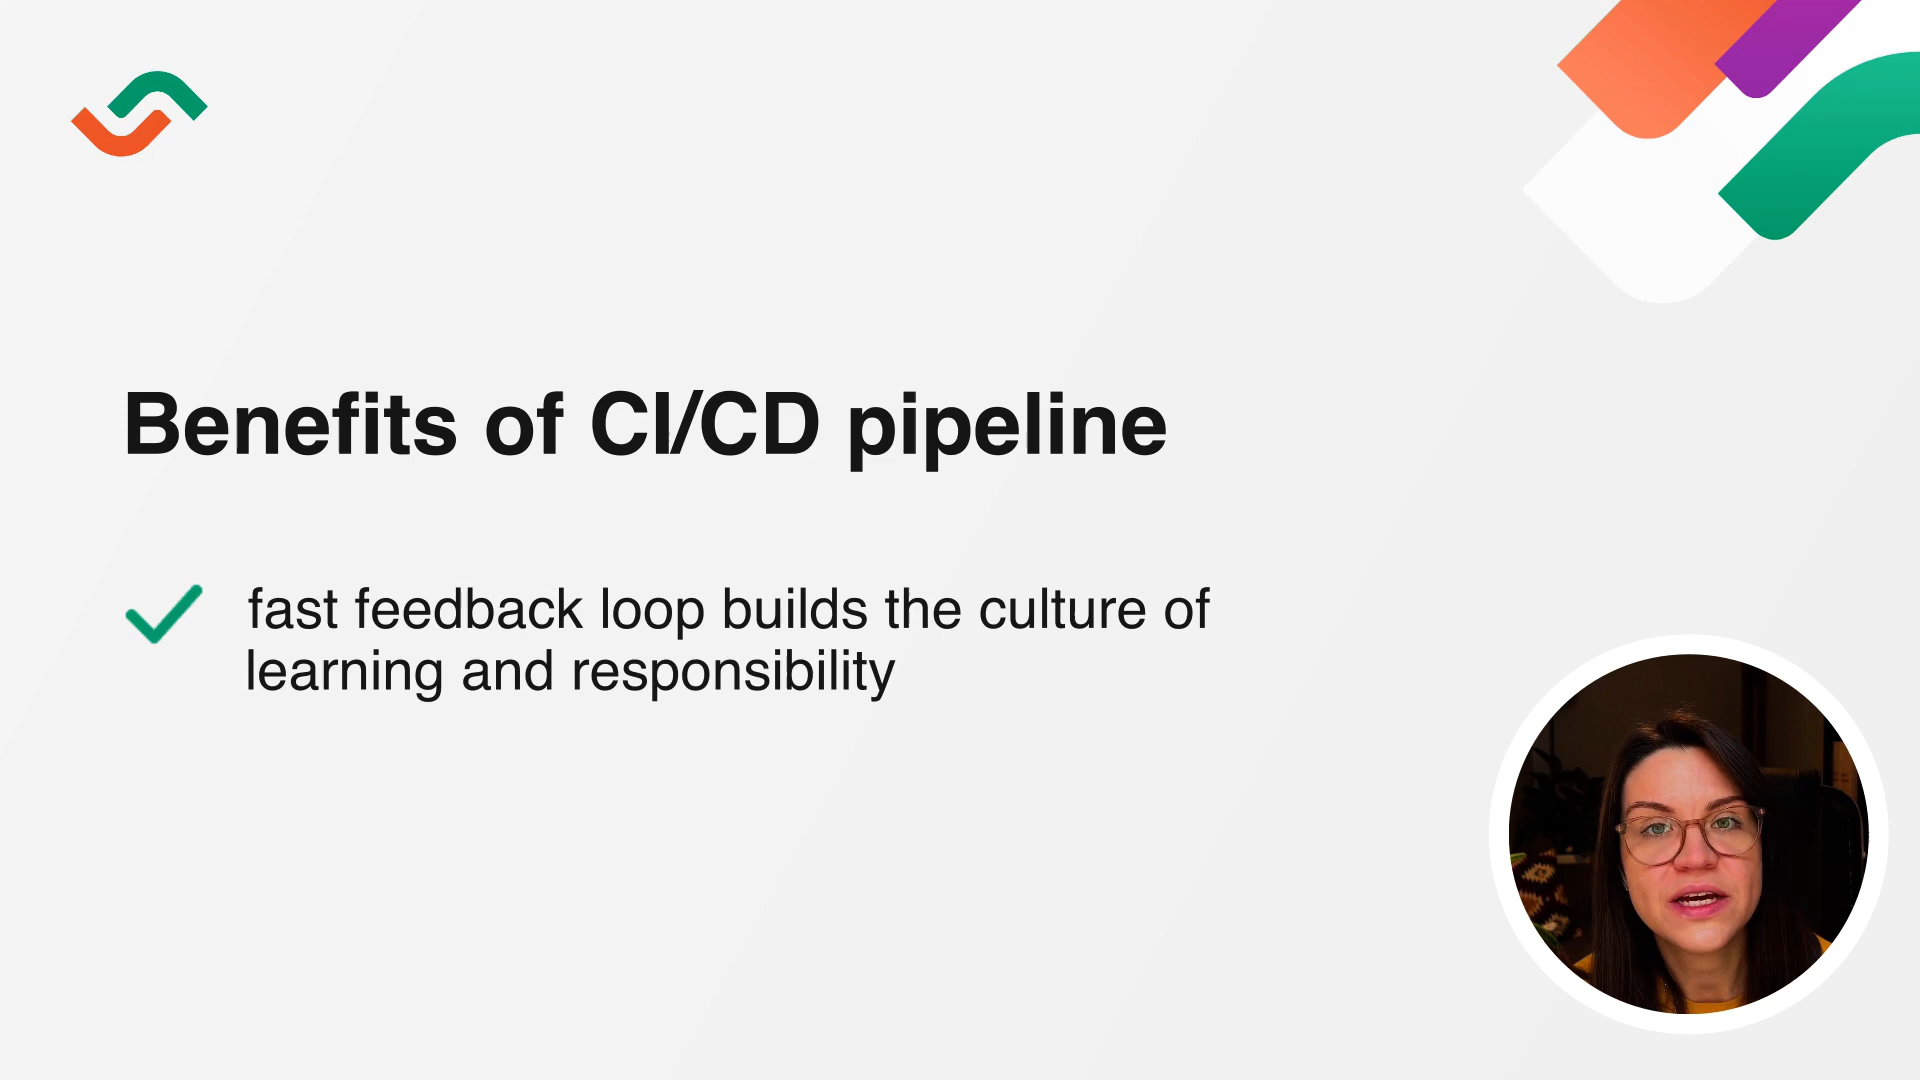 Benefits of CI/CD pipeline
fast feedback loop builds the culture of
learning and responsibility